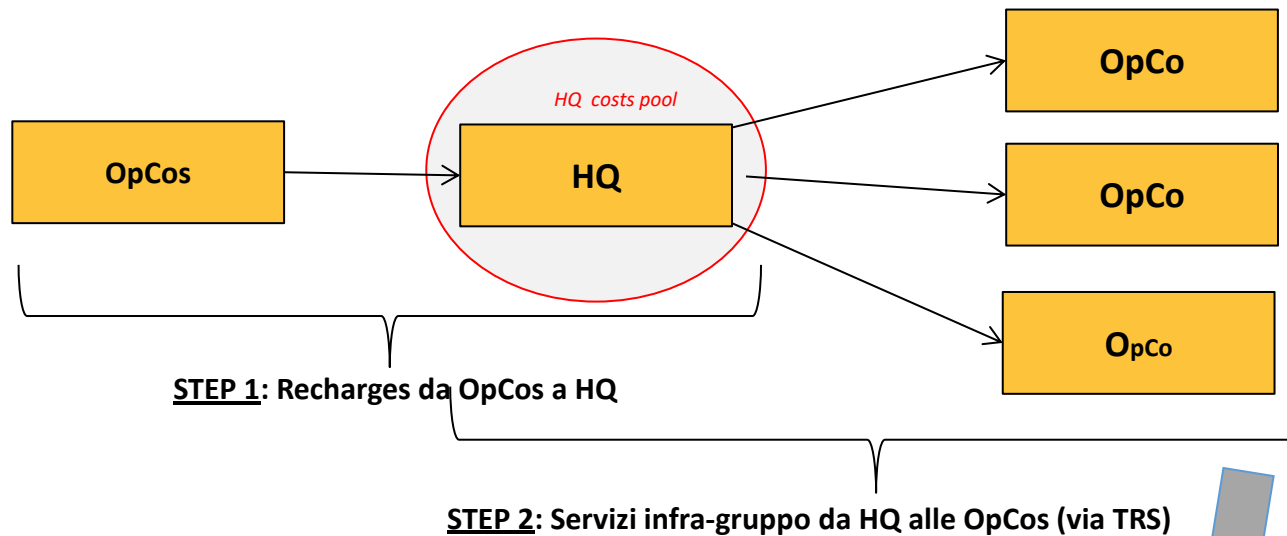 OpCo
HQ costs pool
OpCos
HQ
OpCo
OpCo
STEP 1: Recharges da OpCos a HQ
STEP 2: Servizi infra-gruppo da HQ alle OpCos (via TRS)